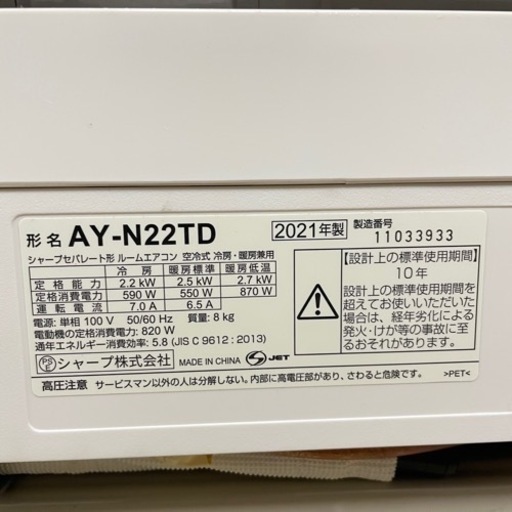 形名 AY-N22TD 2021年製 製造番号 11033933
シャープセパレート形 ルームエアコン 空冷式 冷房・暖房兼用
冷房 暖房標準 暖房低温
定格能力 2.2 kW 2.5 kW 2.7 kW
定格消費電力 590 W 550 W 870 W
運転電流 7.0 A 6.5 A
電源: 単相 100 V 50/60 Hz 質量: 8 kg
電動機の定格消費電力: 820 W
通年エネルギー消費効率: 5.8 (JIS C 9612 : 2013)
PSE シャープ株式会社 MADE IN CHINA S JET
高圧注意 サービスマン以外の人は分解しない。内部に高電圧部があり、さわると危険です。
【設計上の標準使用期間】
10年
設計上の標準使用期間を
超えてお使いいただいた
場合は、経年劣化による
発火・けが等の事故に至
るおそれがあります。
>PET<